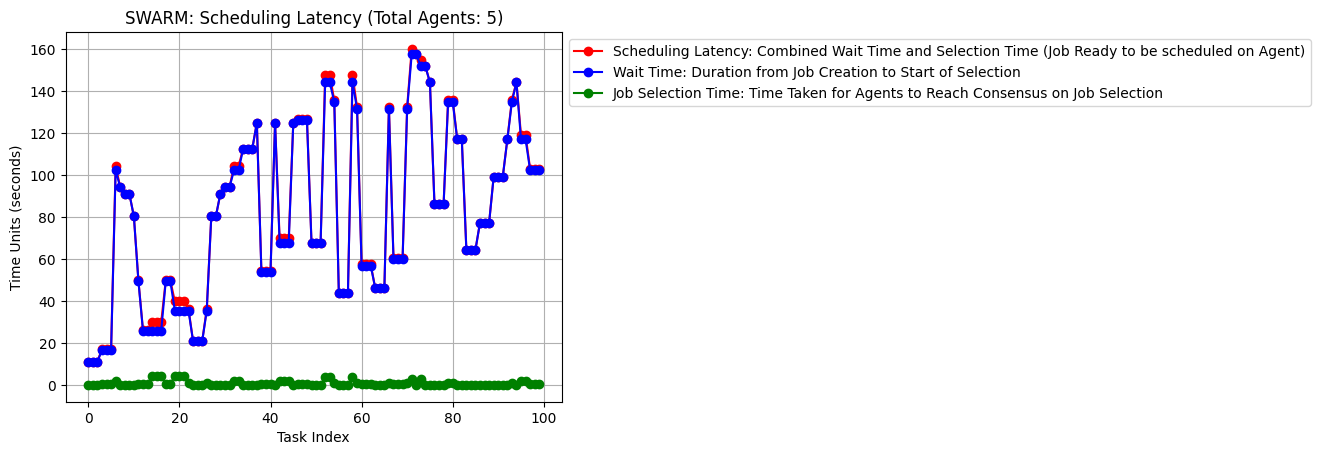 SWARM: Scheduling Latency (Total Agents: 5)
Scheduling Latency: Combined Wait Time and Selection Time (Job Ready to be scheduled on Agent)
Wait Time: Duration from Job Creation to Start of Selection
Job Selection Time: Time Taken for Agents to Reach Consensus on Job Selection
Time Units (seconds)
160
140
120
100
80
60
40
20
0
0 20 40 60 80 100
Task Index